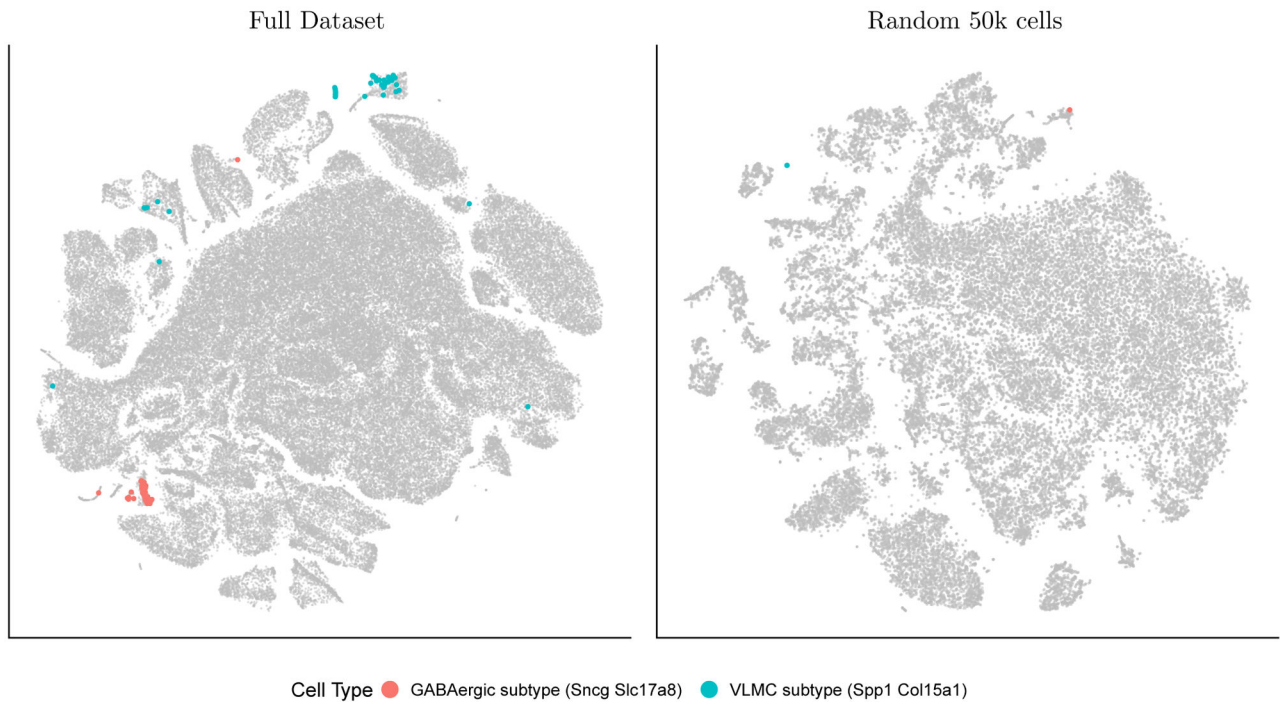 Full Dataset
Random 50k cells
Cell Type GABAergic subtype (Sncg Slc17a8) VLMC subtype (Spp1 Col15a1)